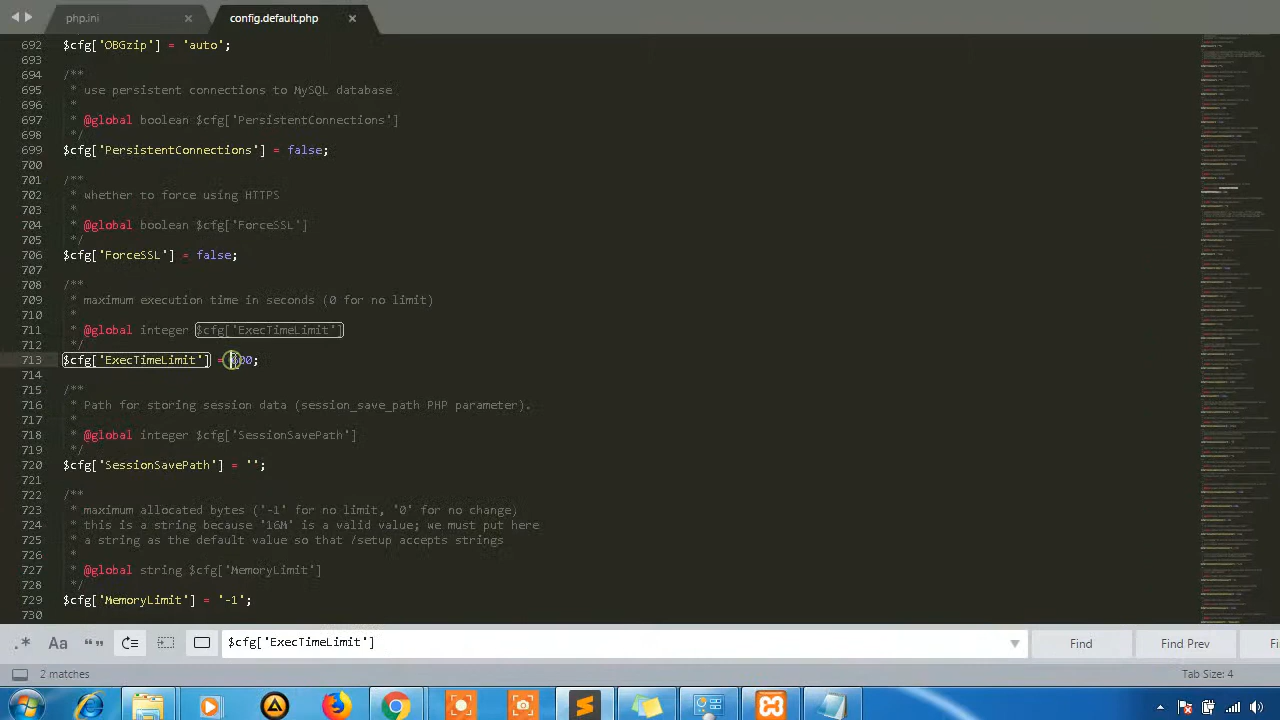 php.ini × config.default.php ×
692 $cfg['OBGzip'] = 'auto';
693
694 /**
695 * Use persistent connections to MySQL database
696 *
697 * @global boolean $cfg['PersistentConnections']
698 */
699 $cfg['PersistentConnections'] = false;
700
701 /**
702 * whether to force using HTTPS
703 *
704 * @global boolean $cfg['ForceSSL']
705 */
706 $cfg['ForceSSL'] = false;
707
708 /**
709 * maximum execution time in seconds (0 for no limit)
710 *
711 * @global integer $cfg['ExecTimeLimit']
712 */
713 $cfg['ExecTimeLimit'] = 0;
714
715 /**
716 * Path for storing session data (session_save_path PHP parameter)
717 *
718 * @global integer $cfg['SessionSavePath']
719 */
720 $cfg['SessionSavePath'] = '';
721
722 /**
723 * maximum allocated bytes ('-1' for no limit, '0' for no change)
724 * this is a string because '16M' is a valid value; we must put here
725 * a string as the default value so that /setup accepts strings
726 *
727 * @global string $cfg['MemoryLimit']
728 */
729 $cfg['MemoryLimit'] = '-1';
730
.* Aa "" $cfg['ExecTimeLimit'] Find Find Prev
2 matches Tab Size: 4